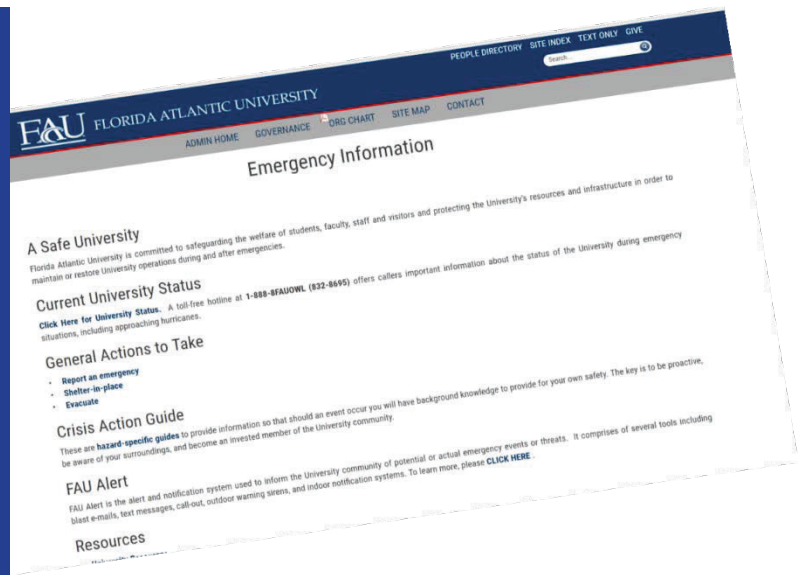 PEOPLE DIRECTORY SITE INDEX TEXT ONLY GIVE
Search
FAU FLORIDA ATLANTIC UNIVERSITY
ADMIN HOME GOVERNANCE ORG CHART SITE MAP CONTACT
Emergency Information
A Safe University
Florida Atlantic University is committed to safeguarding the welfare of students, faculty, staff and visitors and protecting the University's resources and infrastructure in order to
maintain or restore University operations during and after emergencies.
Current University Status
Click Here for University Status. A toll-free hotline at 1-888-8FAUOWL (832-8695) offers callers important information about the status of the University during emergency
situations, including approaching hurricanes.
General Actions to Take
• Report an emergency
• Shelter-in-place
• Evacuate
Crisis Action Guide
These are hazard-specific guides to provide information so that should an event occur you will have background knowledge to provide for your own safety. The key is to be proactive,
be aware of your surroundings, and become an invested member of the University community.
FAU Alert
FAU Alert is the alert and notification system used to inform the University community of potential or actual emergency events or threats. It comprises of several tools including
blast e-mails, text messages, call-out, outdoor warning sirens, and indoor notification systems. To learn more, please CLICK HERE .
Resources